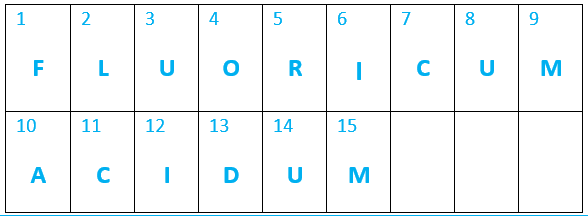 1 2 3 4 5 6 7 8 9
F L U O R I C U M
10 11 12 13 14 15
A C I D U M